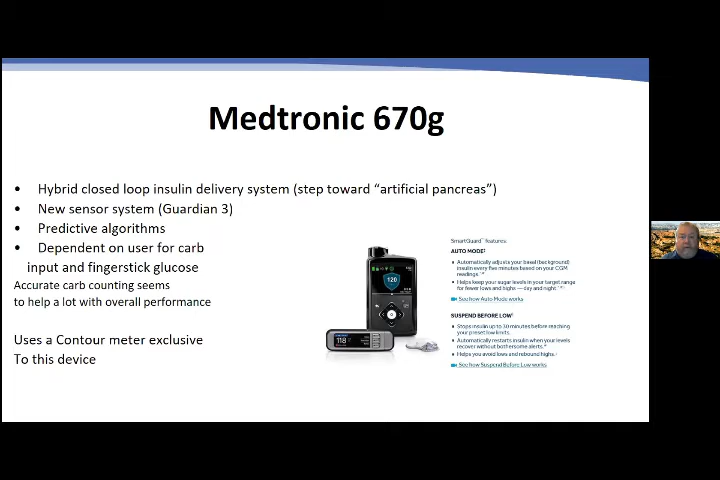 Medtronic 670g
• Hybrid closed loop insulin delivery system (step toward “artificial pancreas”)
• New sensor system (Guardian 3)
• Predictive algorithms
• Dependent on user for carb
input and fingerstick glucose
Accurate carb counting seems
to help a lot with overall performance
Uses a Contour meter exclusive
To this device
120
118
SmartGuard™ features:
AUTO MODE‡
• Automatically adjusts your basal (background)
insulin every five minutes based on your CGM
readings.
• Helps keep your sugar levels in your target range
for fewer lows and highs — day and night.
See how Auto Mode works
SUSPEND BEFORE LOW‡
• Stops insulin up to 30 minutes before reaching
your preset low limits.
• Automatically restarts insulin when your levels
recover without bothersome alerts.
• Helps you avoid lows and rebound highs.
See how Suspend Before Low works